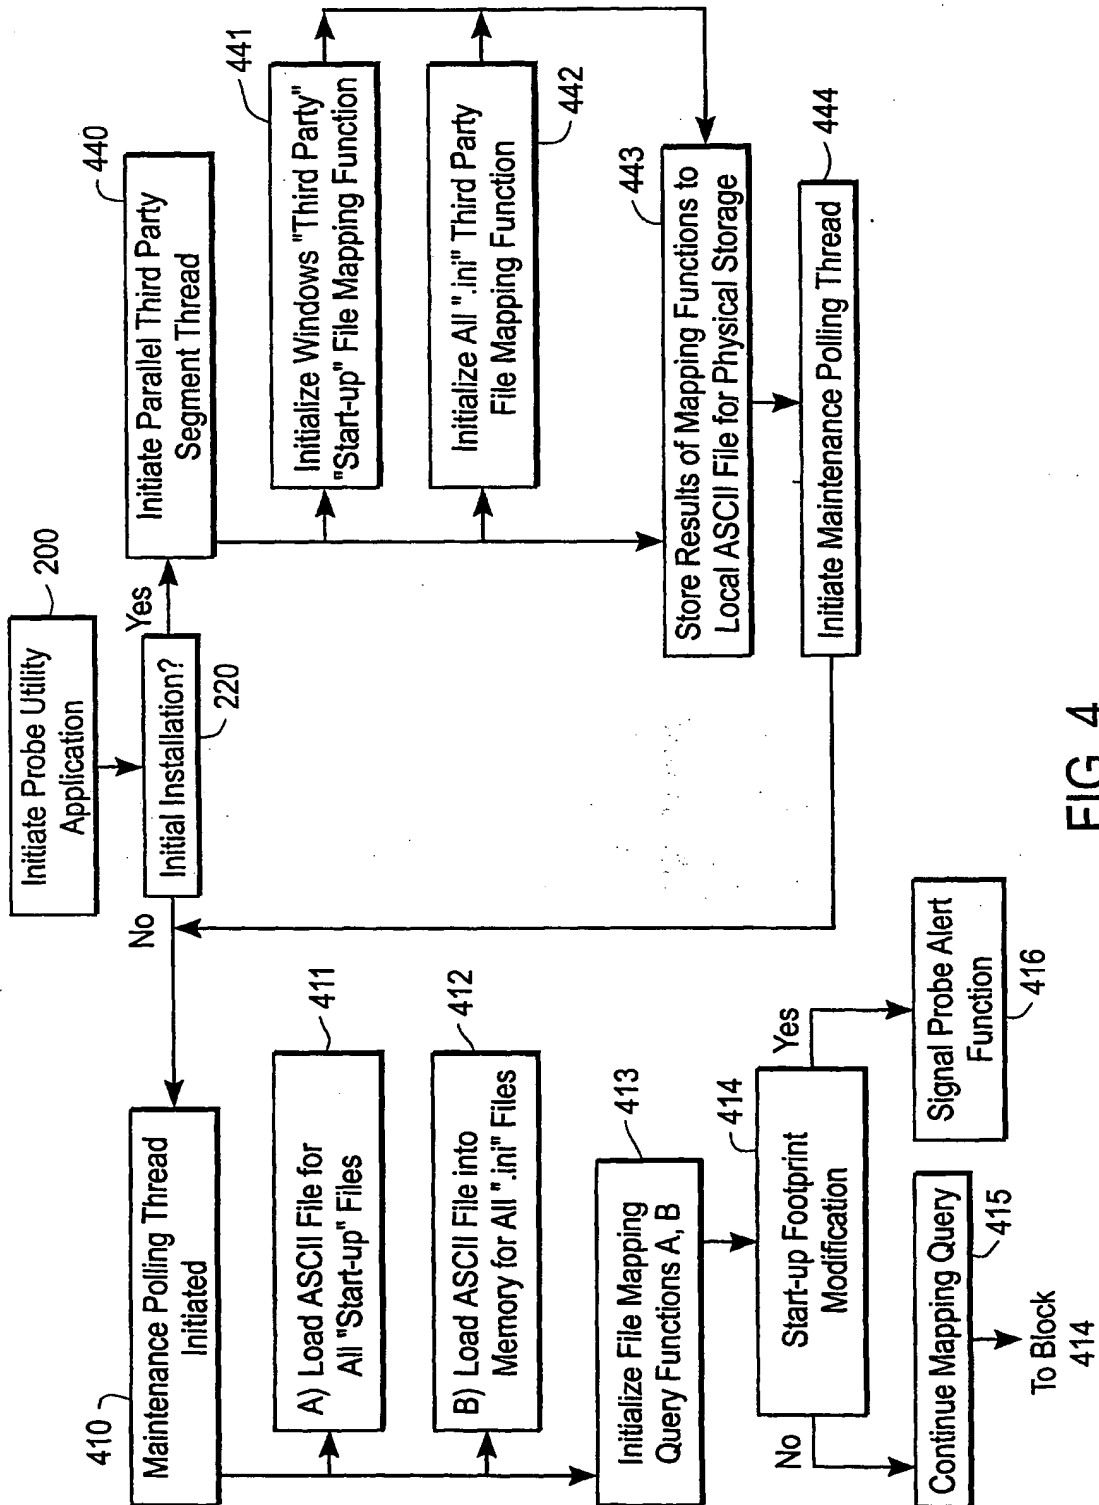 Initiate Probe Utility
Application
200
Initial Installation?
220
Yes
No
Initiate Parallel Third Party
Segment Thread
440
Initialize Windows "Third Party"
"Start-up" File Mapping Function
441
Initialize All ".ini" Third Party
File Mapping Function
442
Store Results of Mapping Functions to
Local ASCII File for Physical Storage
443
Initiate Maintenance Polling Thread
444
Maintenance Polling Thread
Initiated
410
A) Load ASCII File for
All "Start-up" Files
411
B) Load ASCII File into
Memory for All ".ini" Files
412
Initialize File Mapping
Query Functions A, B
413
Start-up Footprint
Modification
414
Yes
No
Signal Probe Alert
Function
416
Continue Mapping Query
415
To Block
414
FIG. 4